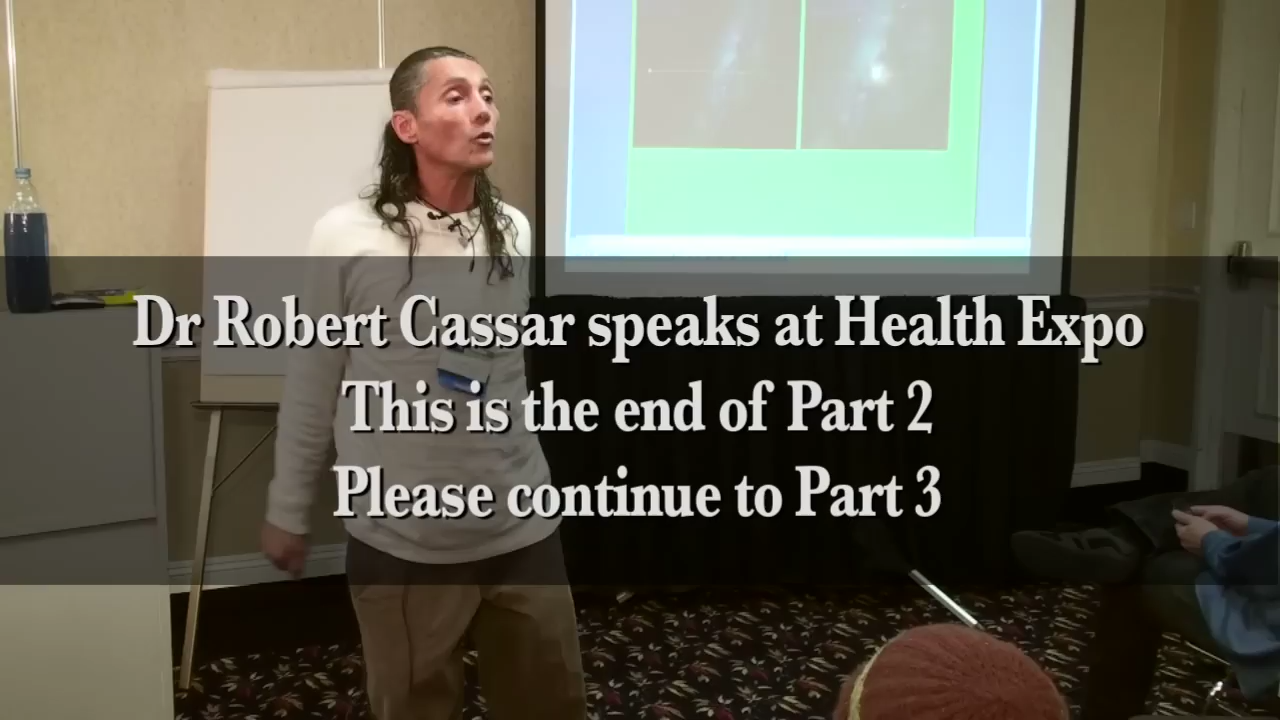 Dr Robert Cassar speaks at Health Expo
This is the end of Part 2
Please continue to Part 3